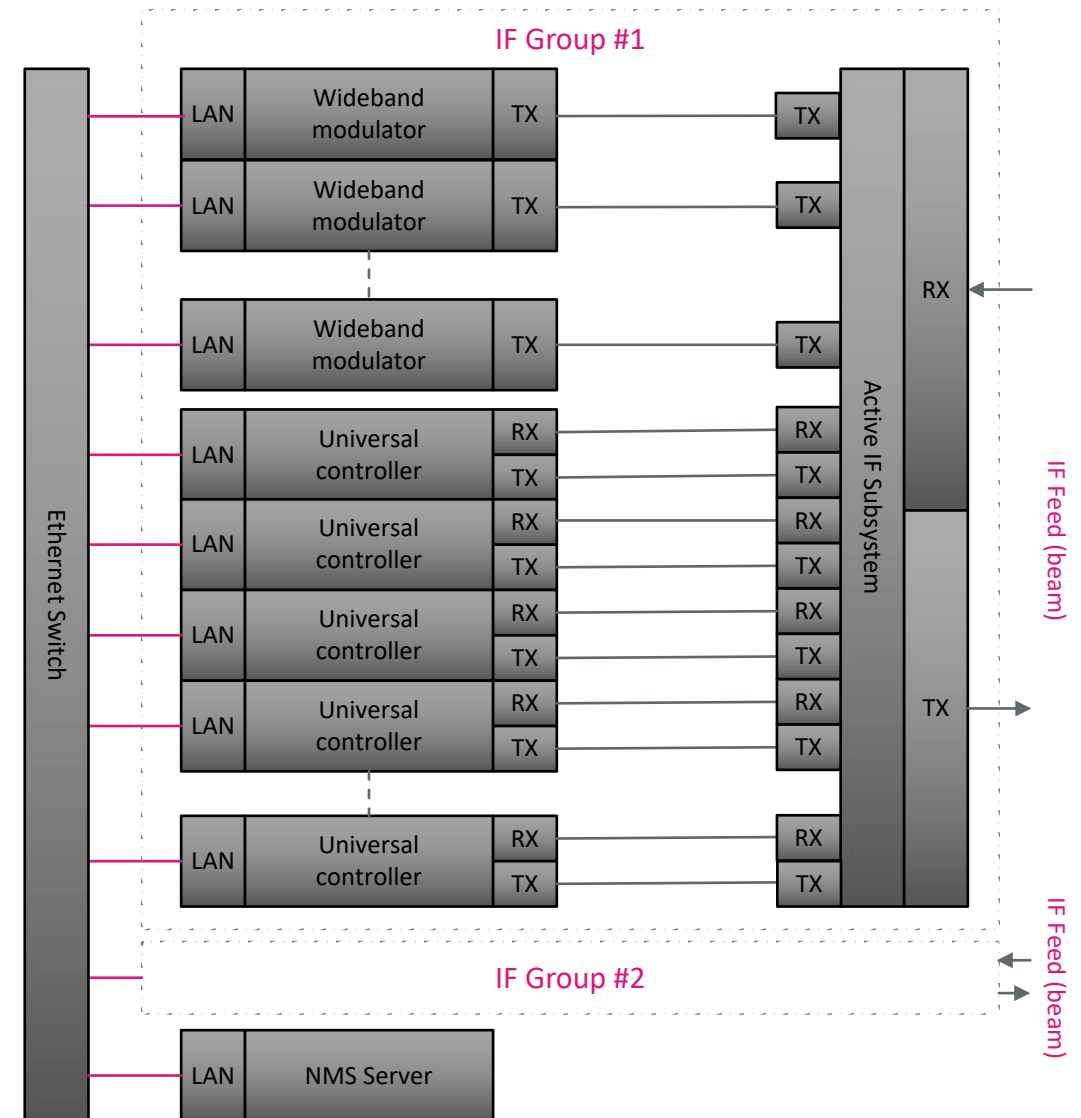 IF Group #1
LAN
Wideband
modulator
TX
TX
LAN
Wideband
modulator
TX
TX
RX
LAN
Wideband
modulator
TX
TX
LAN
Universal
controller
RX
TX
RX
TX
LAN
Universal
controller
RX
TX
RX
TX
LAN
Universal
controller
RX
TX
RX
TX
LAN
Universal
controller
RX
TX
RX
TX
TX
LAN
Universal
controller
RX
TX
RX
TX
Active IF Subsystem
Ethernet Switch
IF Feed (beam)
IF Group #2
IF Feed (beam)
LAN
NMS Server